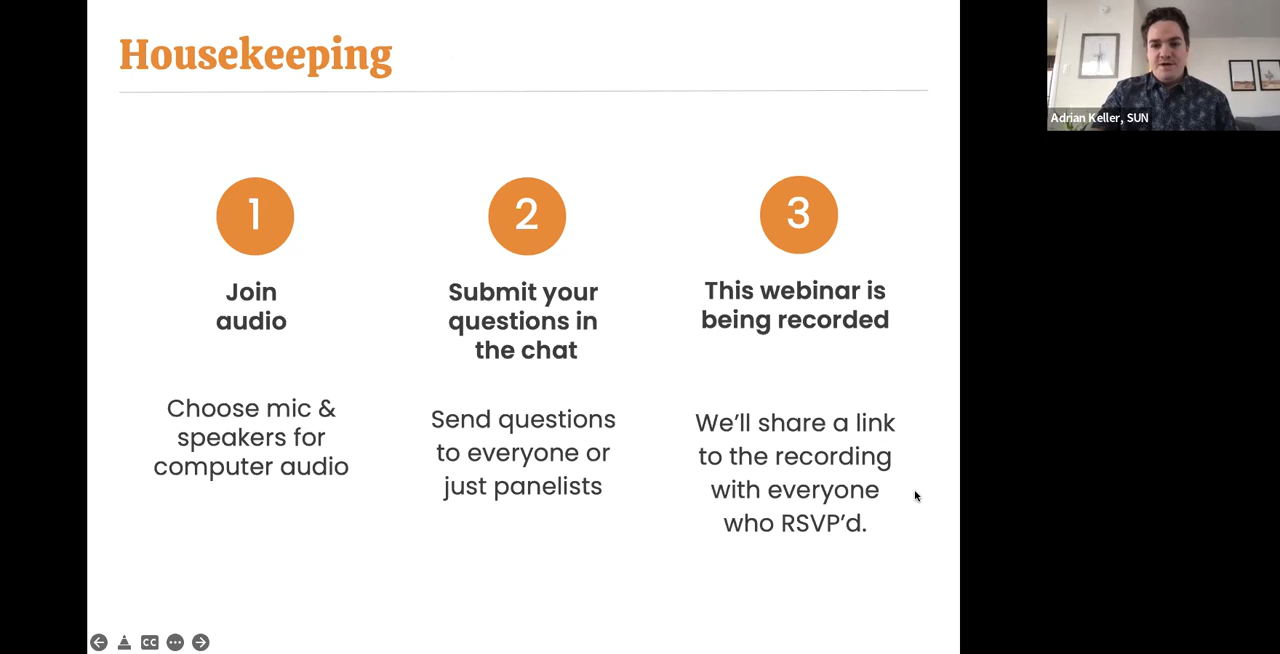 Housekeeping
1
Join
audio
Choose mic &
speakers for
computer audio
2
Submit your
questions in
the chat
Send questions
to everyone or
just panelists
3
This webinar is
being recorded
We’ll share a link
to the recording
with everyone
who RSVP’d.
CC
Adrian Keller, SUN